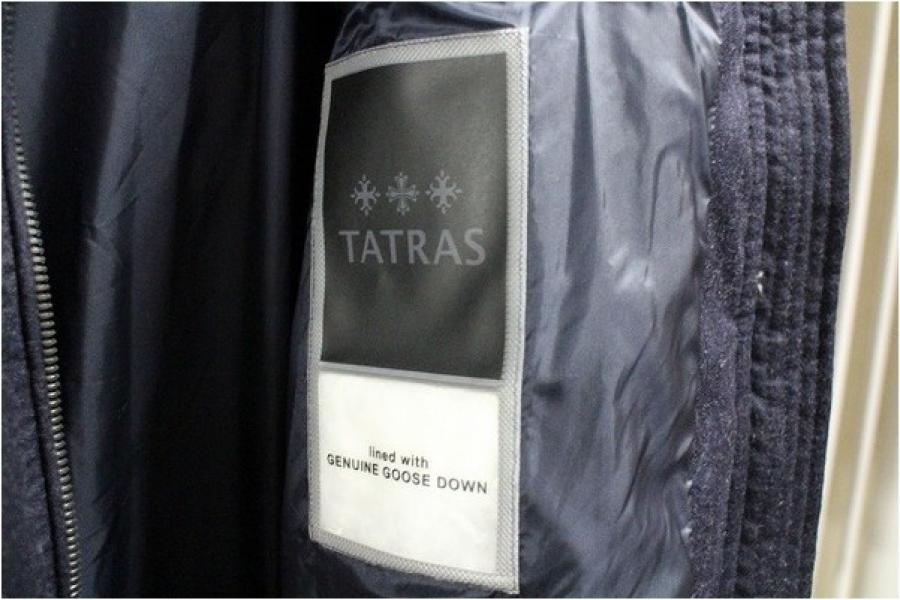 TATRAS
lined with
GENUINE GOOSE DOWN